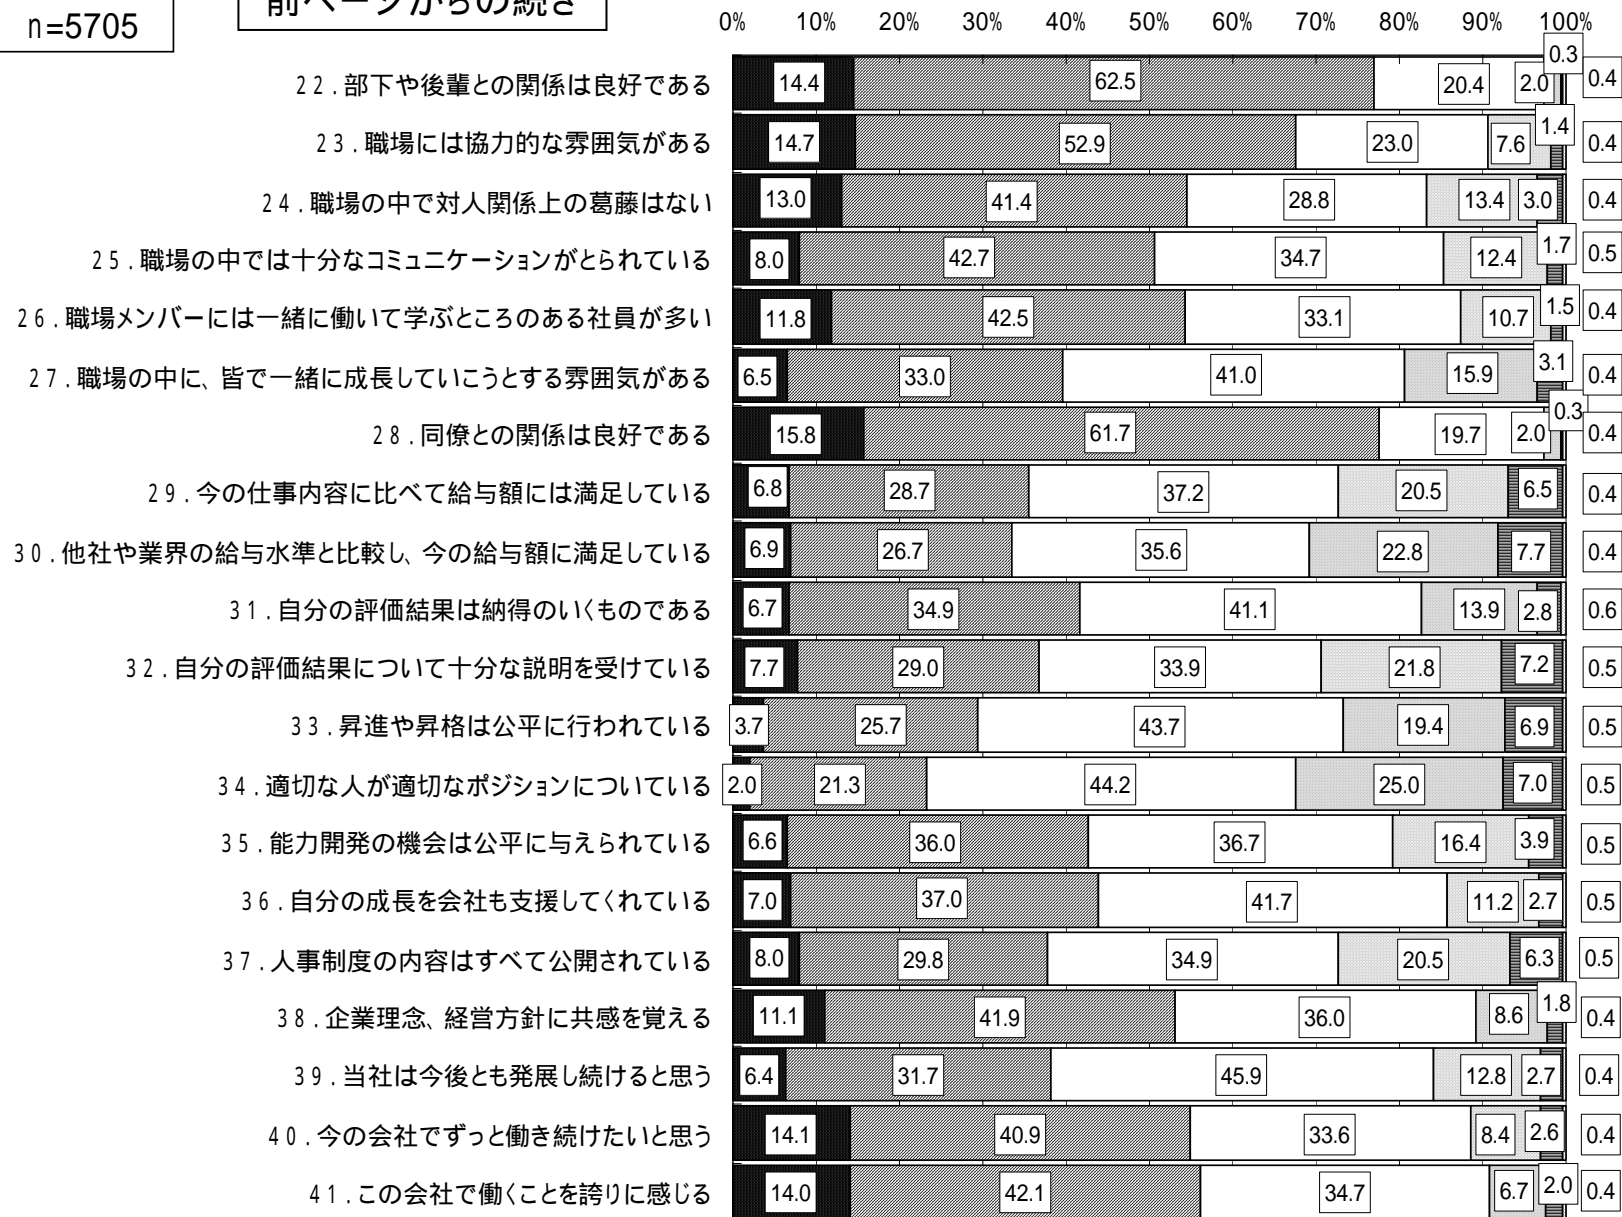 n=5705
前ページからの続き
0% 10% 20% 30% 40% 50% 60% 70% 80% 90% 100%
22.部下や後輩との関係は良好である 14.4 62.5 20.4 2.0 0.3 0.4
23.職場には協力的な雰囲気がある 14.7 52.9 23.0 7.6 1.4 0.4
24.職場の中で対人関係上の葛藤はない 13.0 41.4 28.8 13.4 3.0 0.4
25.職場の中では十分なコミュニケーションがとられている 8.0 42.7 34.7 12.4 1.7 0.5
26.職場メンバーには一緒に働いて学ぶところのある社員が多い 11.8 42.5 33.1 10.7 1.5 0.4
27.職場の中に、皆で一緒に成長していこうとする雰囲気がある 6.5 33.0 41.0 15.9 3.1 0.4
28.同僚との関係は良好である 15.8 61.7 19.7 2.0 0.3 0.4
29.今の仕事内容に比べて給与額には満足している 6.8 28.7 37.2 20.5 6.5 0.4
30.他社や業界の給与水準と比較し、今の給与額に満足している 6.9 26.7 35.6 22.8 7.7 0.4
31.自分の評価結果は納得のいくものである 6.7 34.9 41.1 13.9 2.8 0.6
32.自分の評価結果について十分な説明を受けている 7.7 29.0 33.9 21.8 7.2 0.5
33.昇進や昇格は公平に行われている 3.7 25.7 43.7 19.4 6.9 0.5
34.適切な人が適切なポジションについている 2.0 21.3 44.2 25.0 7.0 0.5
35.能力開発の機会は公平に与えられている 6.6 36.0 36.7 16.4 3.9 0.5
36.自分の成長を会社も支援してくれている 7.0 37.0 41.7 11.2 2.7 0.5
37.人事制度の内容はすべて公開されている 8.0 29.8 34.9 20.5 6.3 0.5
38.企業理念、経営方針に共感を覚える 11.1 41.9 36.0 8.6 1.8 0.4
39.当社は今後とも発展し続けると思う 6.4 31.7 45.9 12.8 2.7 0.4
40.今の会社でずっと働き続けたいと思う 14.1 40.9 33.6 8.4 2.6 0.4
41.この会社で働くことを誇りに感じる 14.0 42.1 34.7 6.7 2.0 0.4